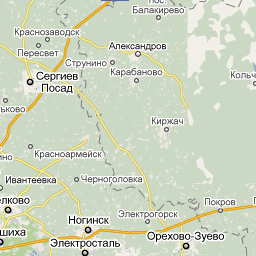 Балакирево
Краснозаводск
Александров
Пересвет
Струнино
Карабаново
Сергиев
Посад
Киржач
Красноармейск
Ивантеевка
Черноголовка
Покров
Ногинск
Электрогорск
Электросталь
Орехово-Зуево